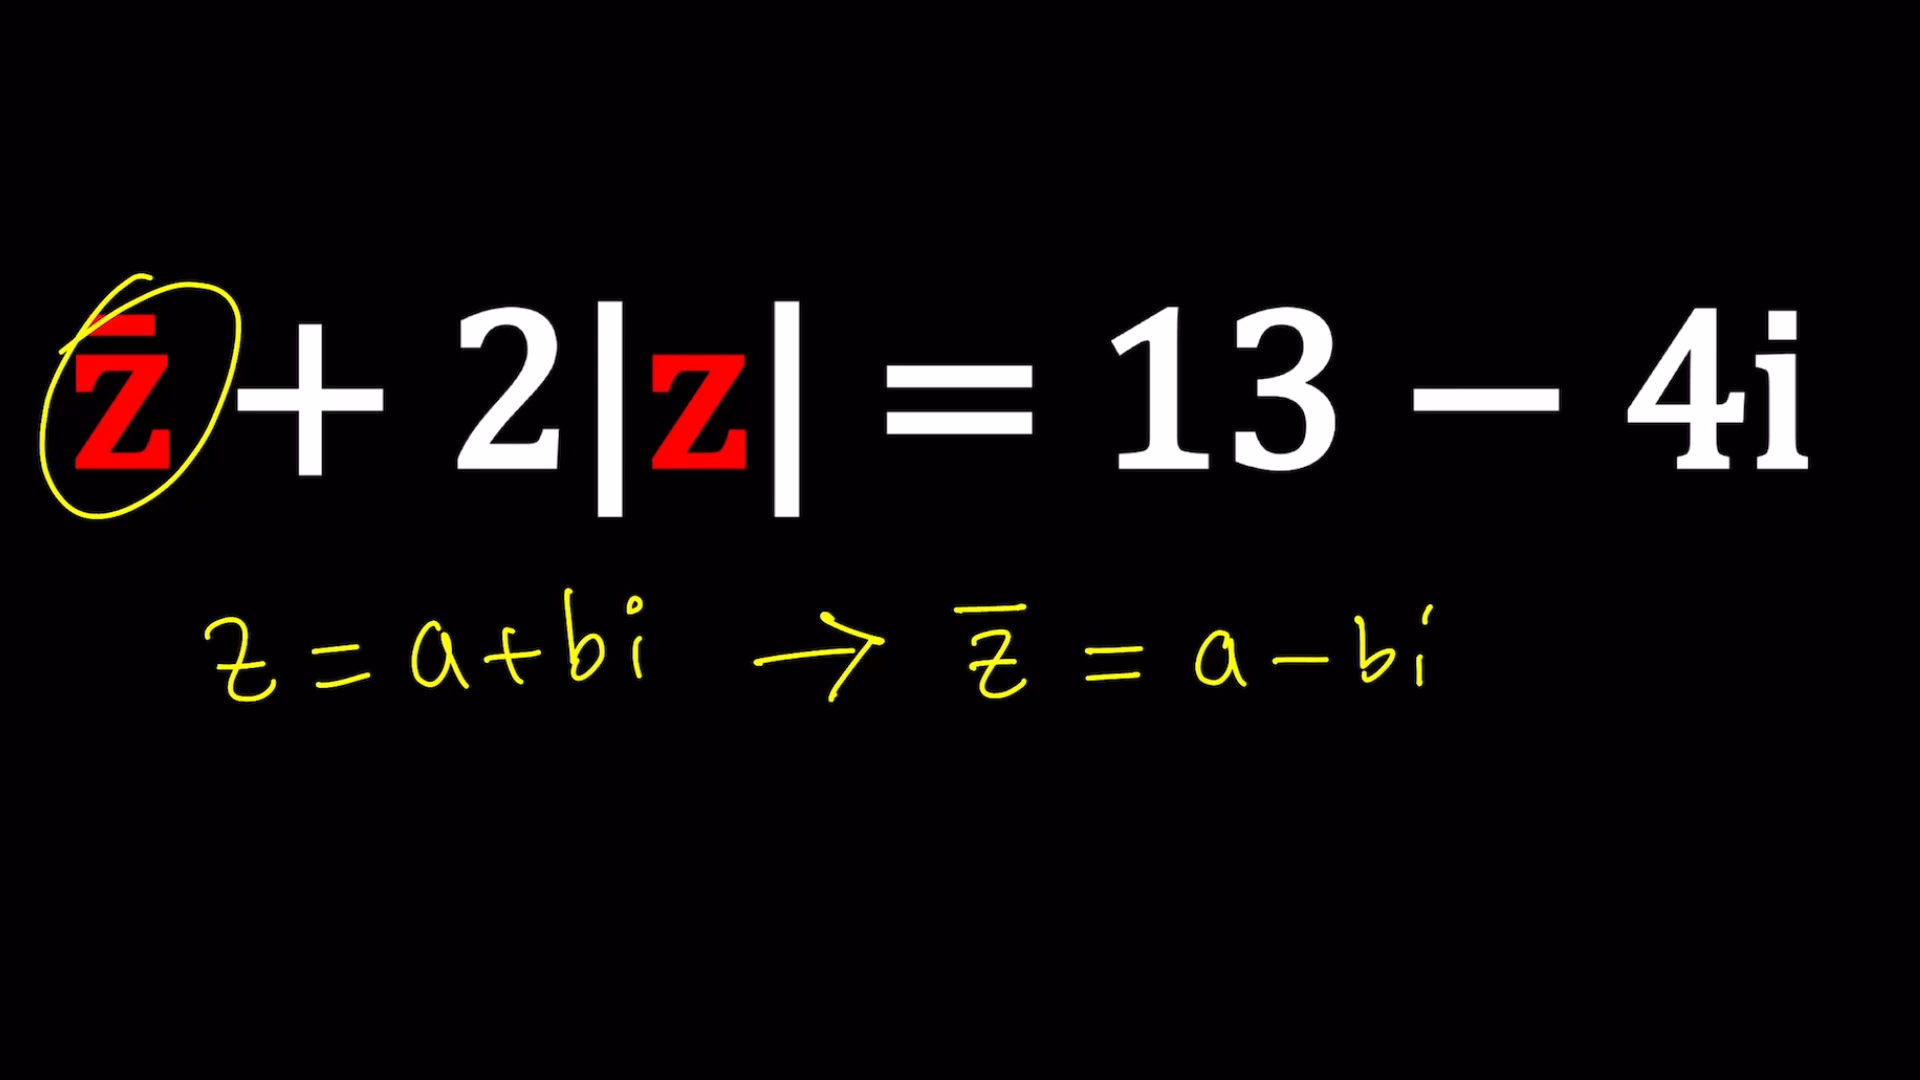 z̄ + 2|z| = 13 − 4i
z = a+bi → z̄ = a−bi